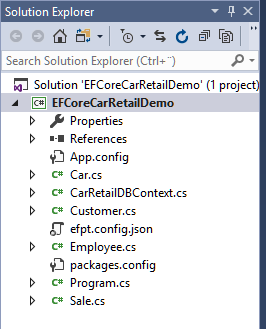 Solution Explorer
Search Solution Explorer (Ctrl+¨)
Solution 'EFCoreCarRetailDemo' (1 project)
C# EFCoreCarRetailDemo
Properties
References
App.config
C# Car.cs
C# CarRetailDBContext.cs
C# Customer.cs
efpt.config.json
C# Employee.cs
packages.config
C# Program.cs
C# Sale.cs